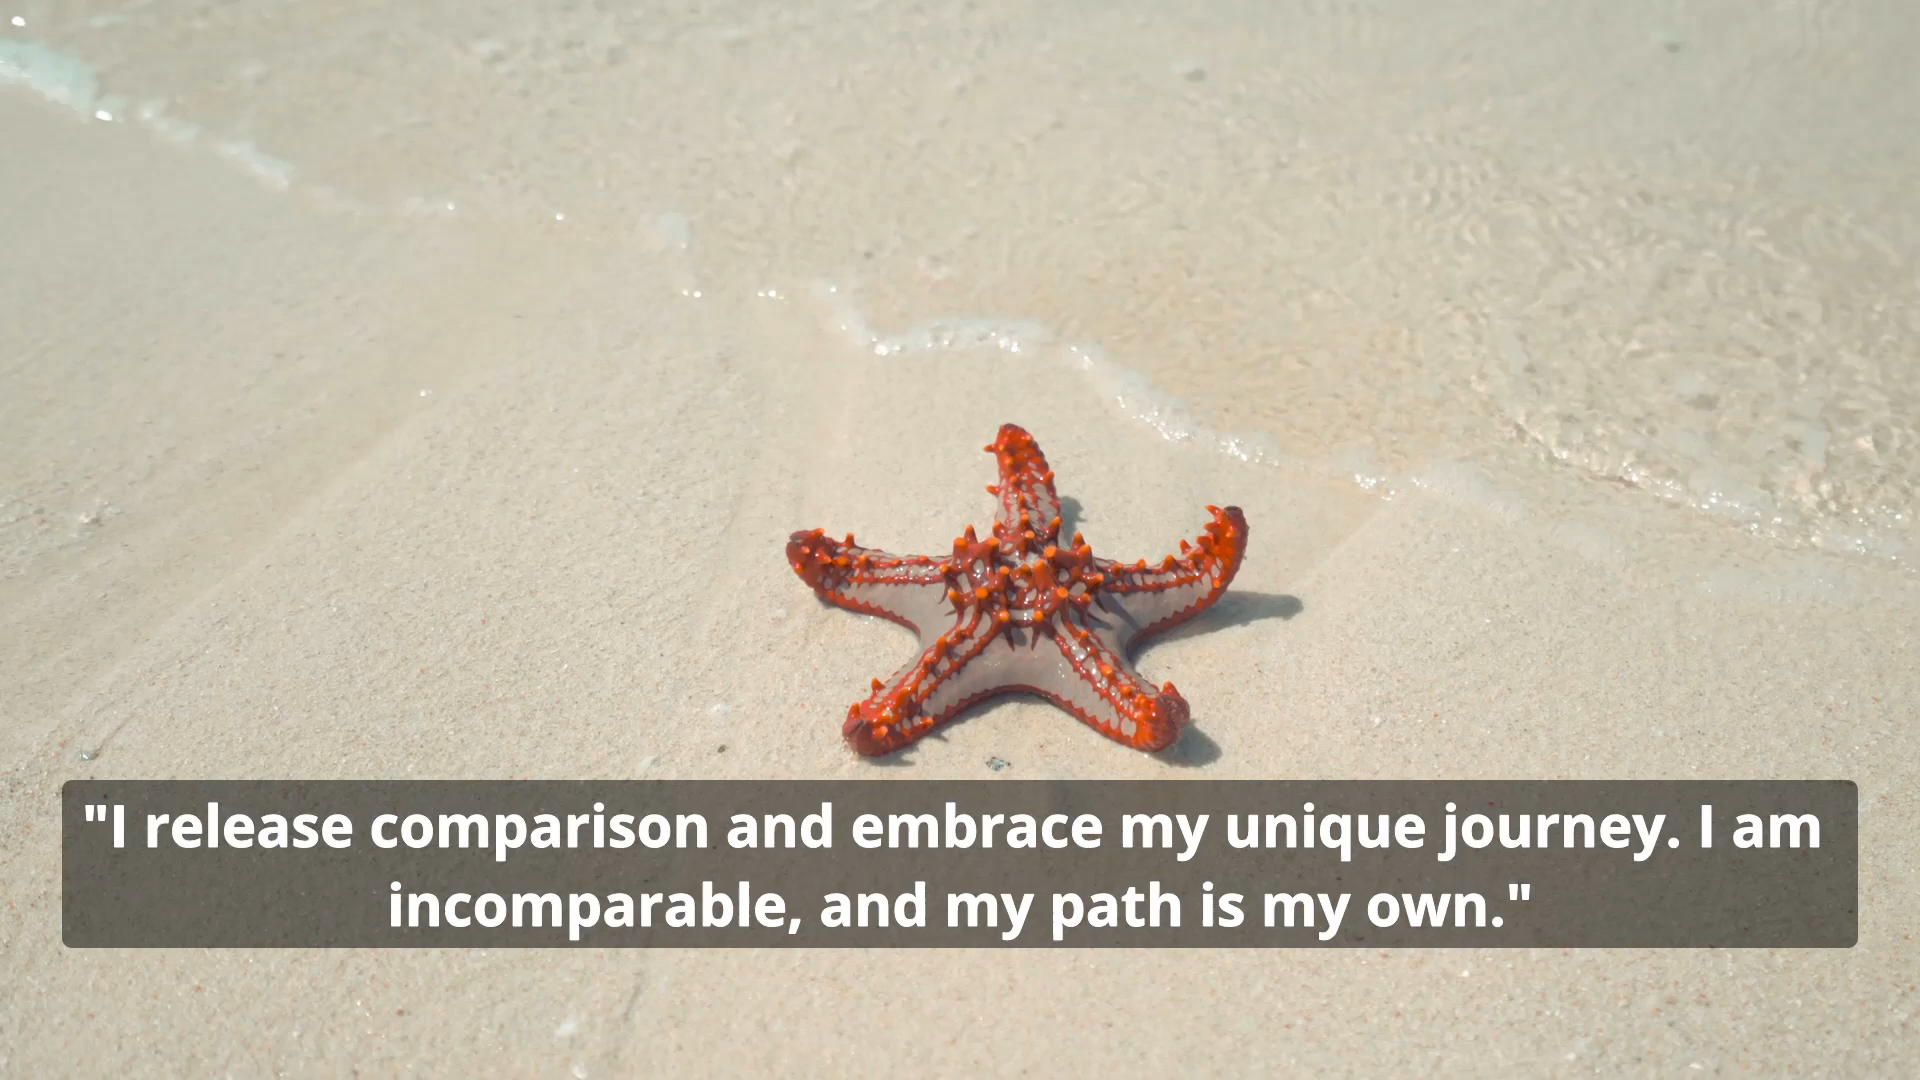 "I release comparison and embrace my unique journey. I am
incomparable, and my path is my own."